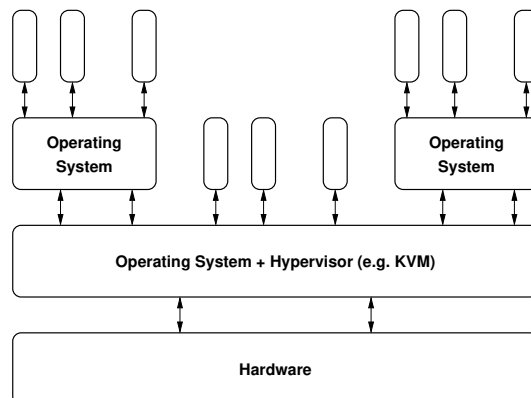 Operating
System
Operating
System
Operating System + Hypervisor (e.g. KVM)
Hardware